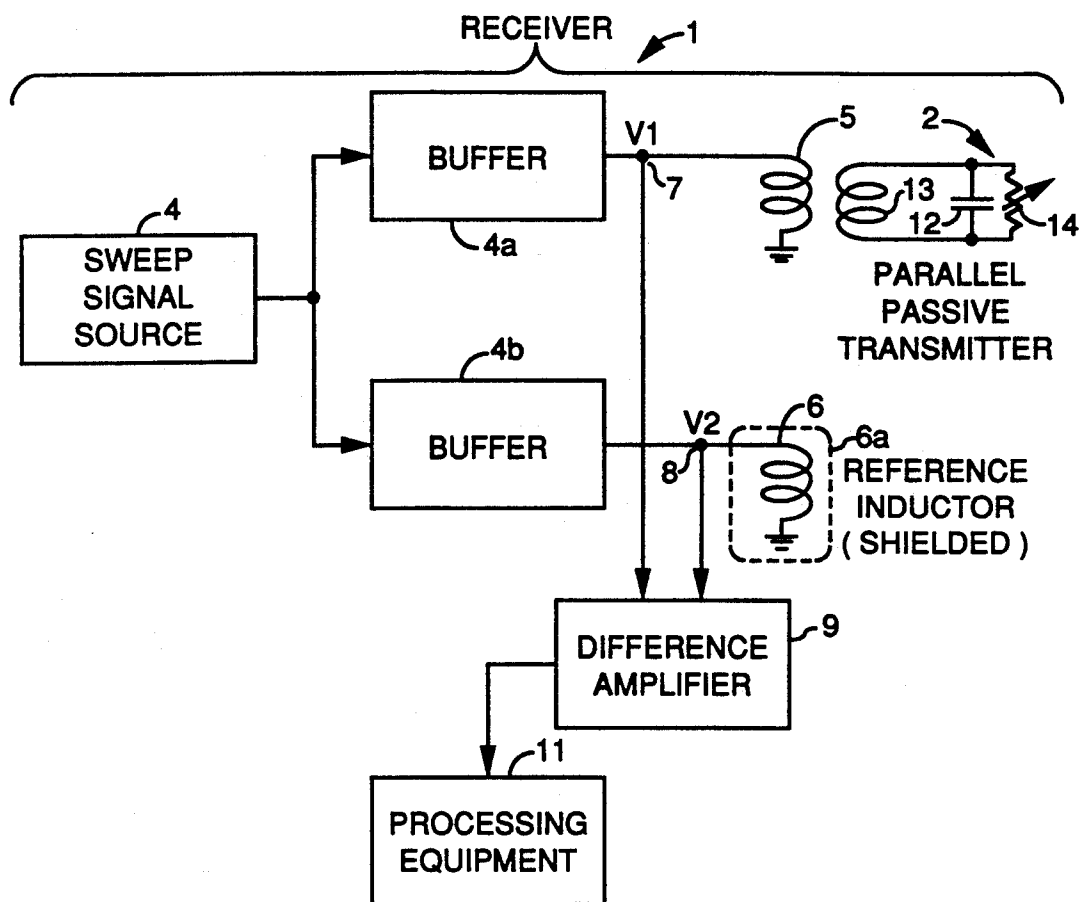 RECEIVER
1
BUFFER
4a
V1
7
5
2
13
12
14
PARALLEL
PASSIVE
TRANSMITTER
4
SWEEP
SIGNAL
SOURCE
4b
BUFFER
V2
8
6
6a
REFERENCE
INDUCTOR
( SHIELDED )
DIFFERENCE
AMPLIFIER
9
11
PROCESSING
EQUIPMENT